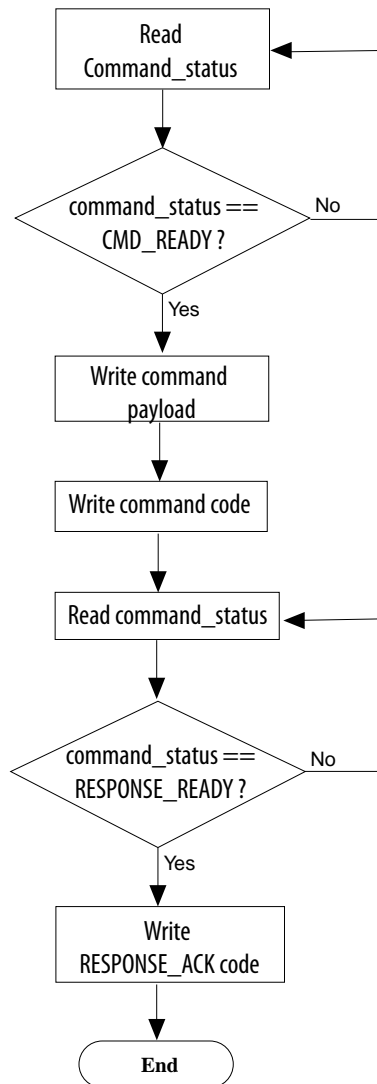 Read
Command_status
command_status ==
CMD_READY ?
No
Yes
Write command
payload
Write command code
Read command_status
command_status ==
RESPONSE_READY ?
No
Yes
Write
RESPONSE_ACK code
End